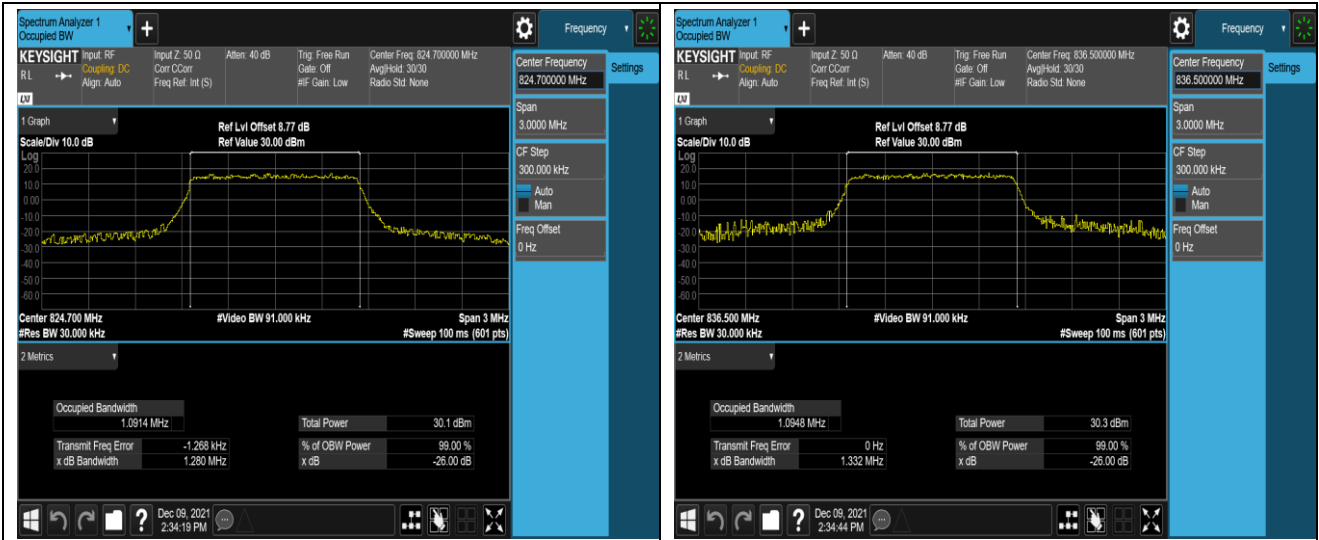 Spectrum Analyzer 1
Occupied BW
+
Frequency
KEYSIGHT
Input: RF
Input Z: 50 Ω
Atten: 40 dB
Trig: Free Run
Center Freq: 824.700000 MHz
RL
Coupling: DC
Corr CCorr
Gate: Off
Avg|Hold: 30/30
Align: Auto
Freq Ref: Int (S)
#IF Gain: Low
Radio Std: None
LXI
Center Frequency
824.700000 MHz
Settings
Span
3.0000 MHz
CF Step
300.000 kHz
Auto
Man
Freq Offset
0 Hz
1 Graph
Ref Lvl Offset 8.77 dB
Scale/Div 10.0 dB
Ref Value 30.00 dBm
Log
20.0
10.0
0.00
-10.0
-20.0
-30.0
-40.0
-50.0
-60.0
Center 824.700 MHz
#Video BW 91.000 kHz
Span 3 MHz
#Res BW 30.000 kHz
#Sweep 100 ms (601 pts)
2 Metrics
Occupied Bandwidth
1.0914 MHz
Total Power
30.1 dBm
Transmit Freq Error
-1.268 kHz
% of OBW Power
99.00 %
x dB Bandwidth
1.280 MHz
x dB
-26.00 dB
?
Dec 09, 2021
2:34:19 PM
Spectrum Analyzer 1
Occupied BW
+
Frequency
KEYSIGHT
Input: RF
Input Z: 50 Ω
Atten: 40 dB
Trig: Free Run
Center Freq: 836.500000 MHz
RL
Coupling: DC
Corr CCorr
Gate: Off
Avg|Hold: 30/30
Align: Auto
Freq Ref: Int (S)
#IF Gain: Low
Radio Std: None
LXI
Center Frequency
836.500000 MHz
Settings
Span
3.0000 MHz
CF Step
300.000 kHz
Auto
Man
Freq Offset
0 Hz
1 Graph
Ref Lvl Offset 8.77 dB
Scale/Div 10.0 dB
Ref Value 30.00 dBm
Log
20.0
10.0
0.00
-10.0
-20.0
-30.0
-40.0
-50.0
-60.0
Center 836.500 MHz
#Video BW 91.000 kHz
Span 3 MHz
#Res BW 30.000 kHz
#Sweep 100 ms (601 pts)
2 Metrics
Occupied Bandwidth
1.0948 MHz
Total Power
30.3 dBm
Transmit Freq Error
0 Hz
% of OBW Power
99.00 %
x dB Bandwidth
1.332 MHz
x dB
-26.00 dB
?
Dec 09, 2021
2:34:44 PM